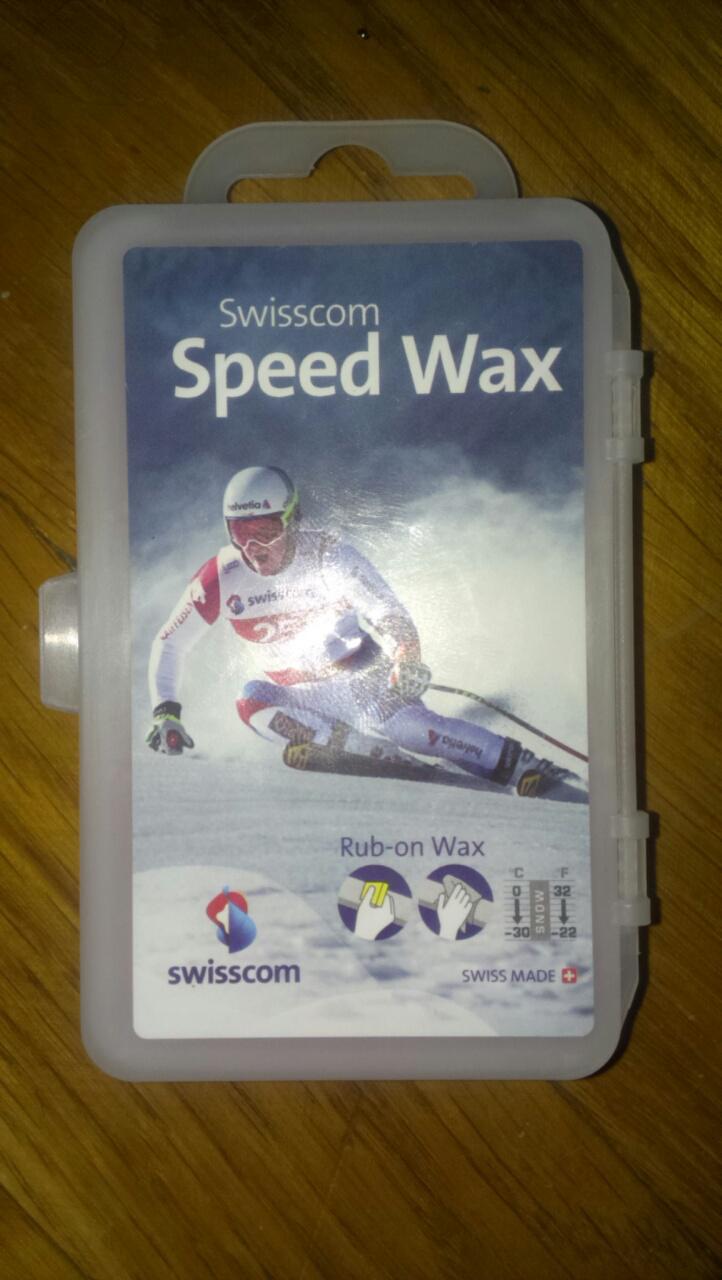 Swisscom
Speed Wax
helvetia
swisscom
helvetia
Rub-on Wax
°C F
0 32
SNOW
-30 -22
swisscom
SWISS MADE